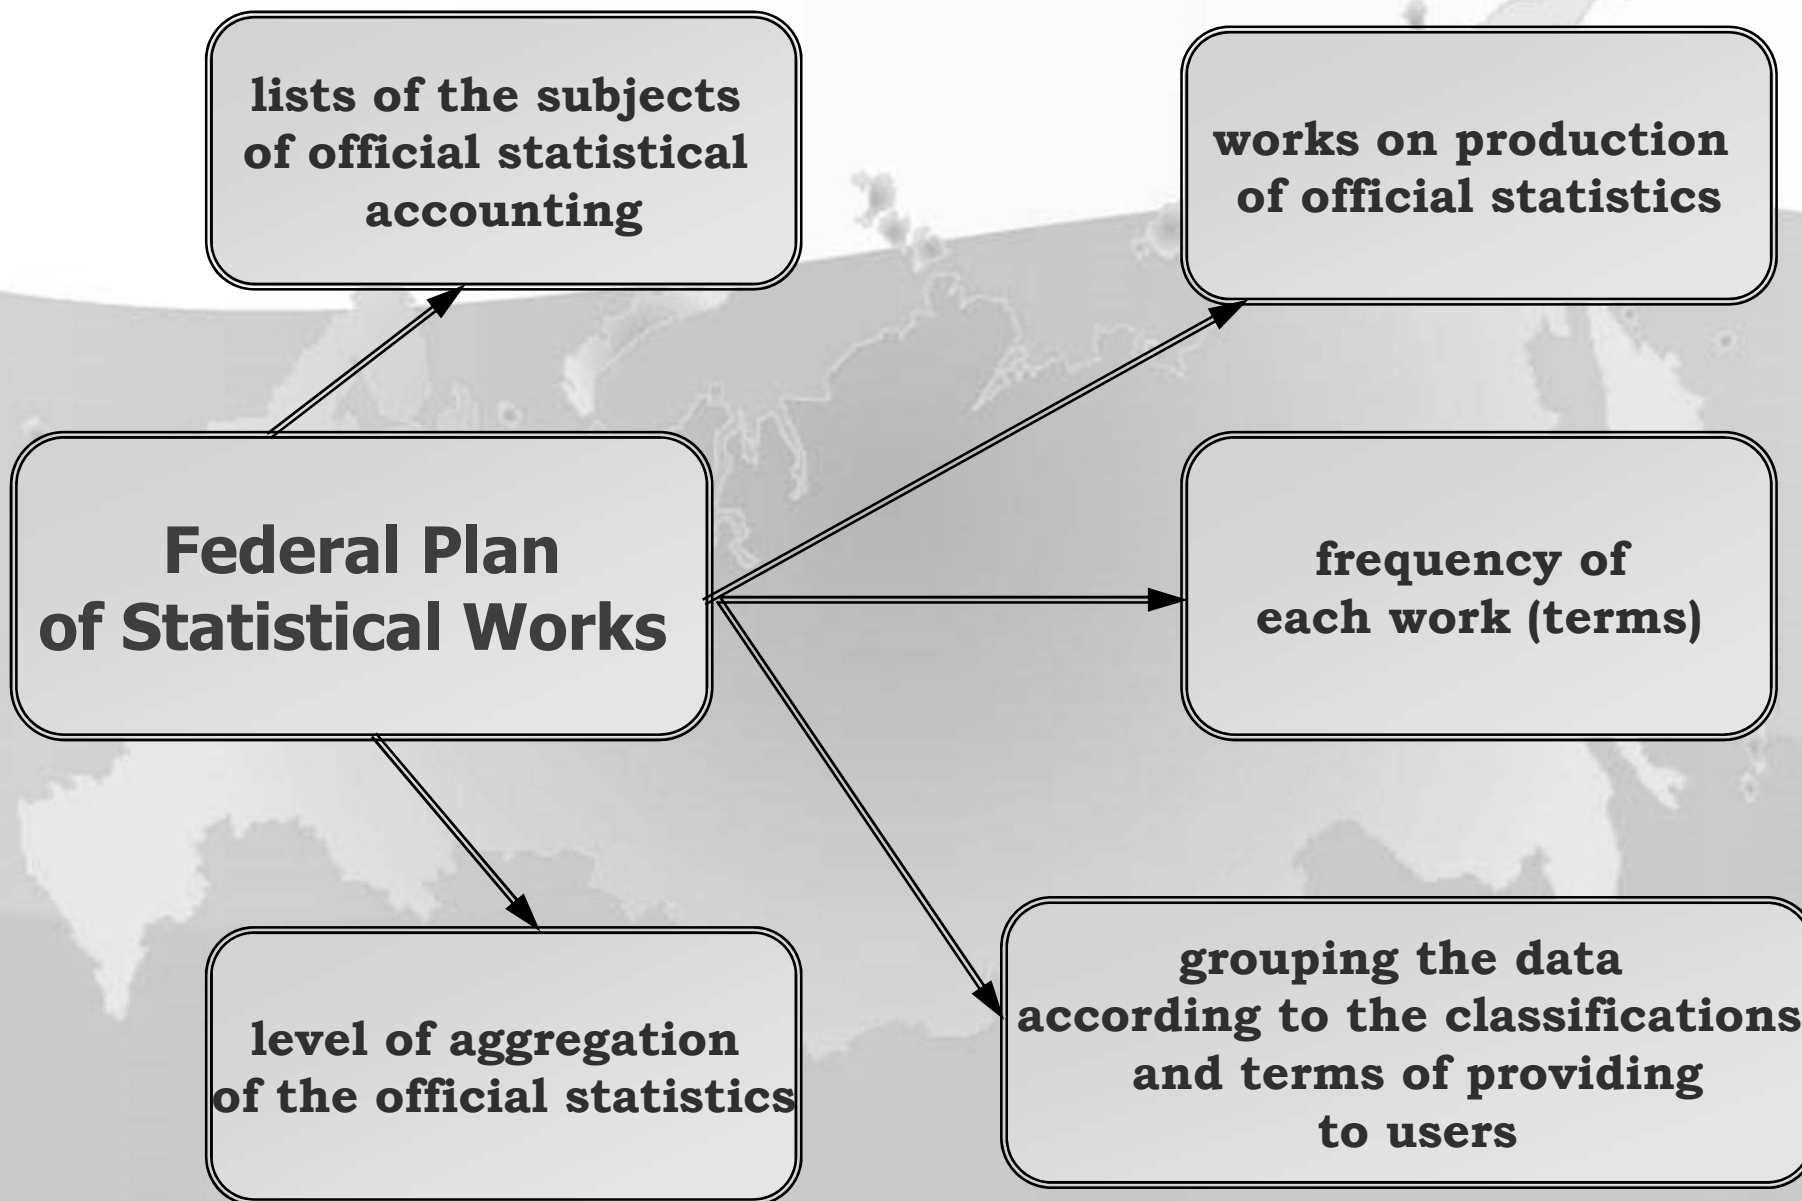 lists of the subjects
of official statistical
accounting
works on production
of official statistics
Federal Plan
of Statistical Works
frequency of
each work (terms)
level of aggregation
of the official statistics
grouping the data
according to the classifications
and terms of providing
to users